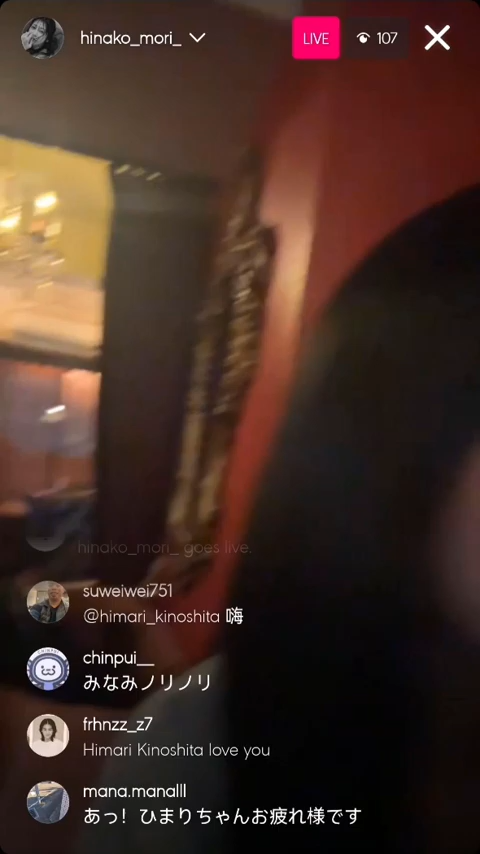 hinako_mori_
LIVE
107
hinako_mori_ goes live.
suweiwei751
@himari_kinoshita 嗨
chinpui__
みなみノリノリ
frhnzz_z7
Himari Kinoshita love you
mana.manalll
あっ！ひまりちゃんお疲れ様です